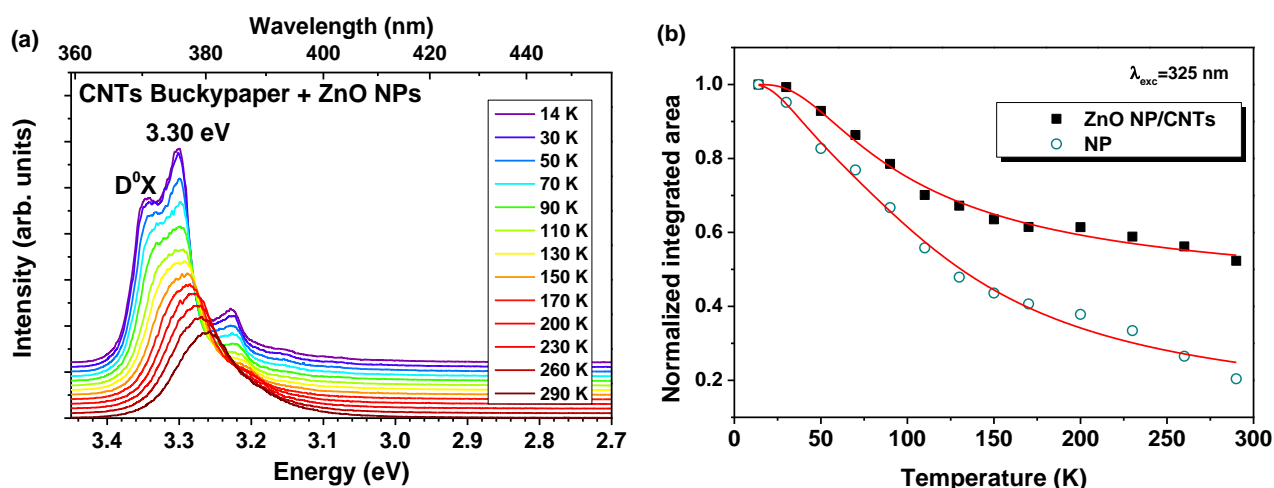 (a)
Wavelength (nm)
360 380 400 420 440
CNTs Buckypaper + ZnO NPs
3.30 eV
D⁰X
14 K
30 K
50 K
70 K
90 K
110 K
130 K
150 K
170 K
200 K
230 K
260 K
290 K
Intensity (arb. units)
3.4 3.3 3.2 3.1 3.0 2.9 2.8 2.7
Energy (eV)
(b)
λexc=325 nm
ZnO NP/CNTs
NP
Normalized integrated area
1.0
0.8
0.6
0.4
0.2
0 50 100 150 200 250 300
Temperature (K)